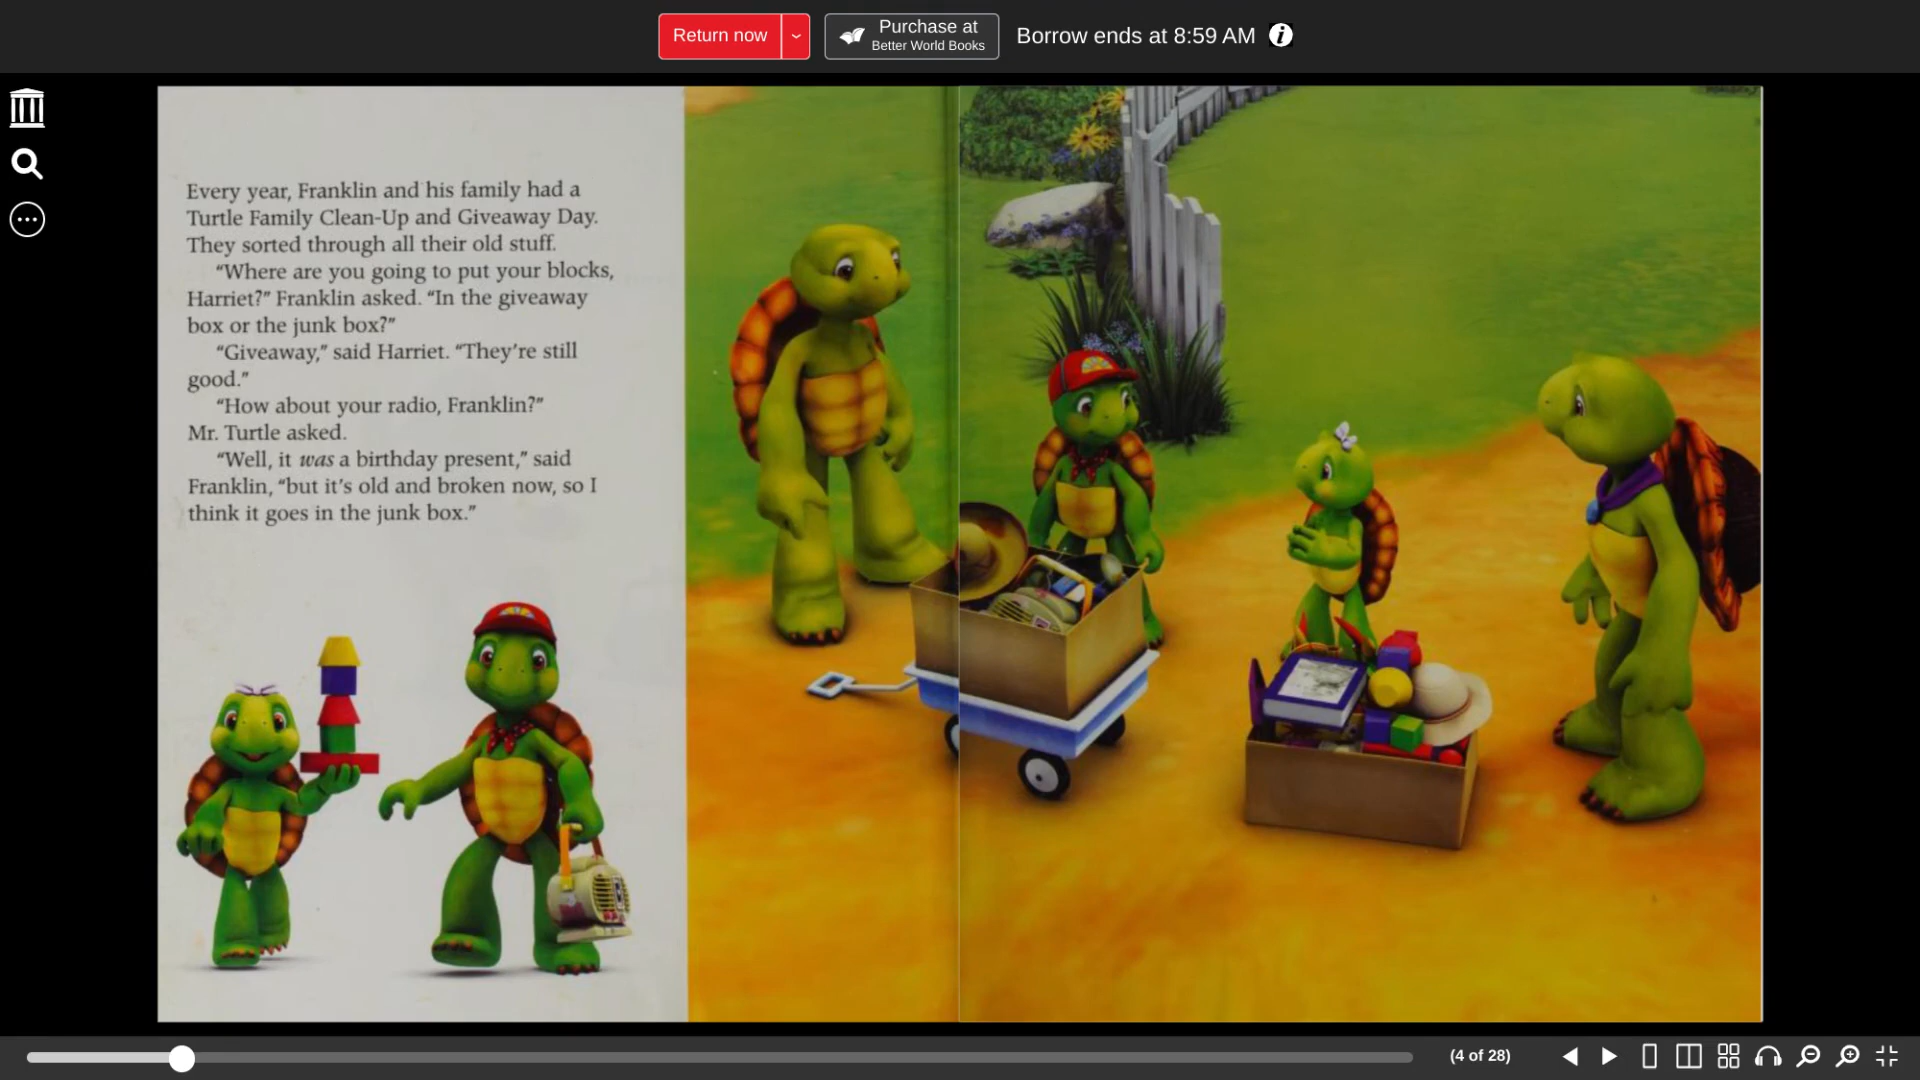 Return now
Purchase at
Better World Books
Borrow ends at 8:59 AM
Every year, Franklin and his family had a
Turtle Family Clean-Up and Giveaway Day.
They sorted through all their old stuff.
“Where are you going to put your blocks,
Harriet?” Franklin asked. “In the giveaway
box or the junk box?”
“Giveaway,” said Harriet. “They’re still
good.”
“How about your radio, Franklin?”
Mr. Turtle asked.
“Well, it was a birthday present,” said
Franklin, “but it’s old and broken now, so I
think it goes in the junk box.”
(4 of 28)